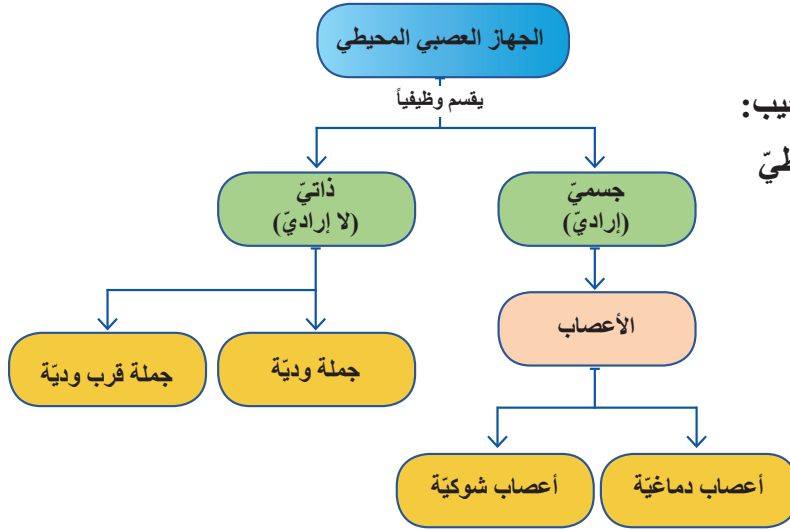 الجهاز العصبي المحيطي
يقسم وظيفياً
جسميّ
(إراديّ)
ذاتيّ
(لا إراديّ)
الأعصاب
جملة وديّة
جملة قرب وديّة
أعصاب دماغيّة
أعصاب شوكيّة